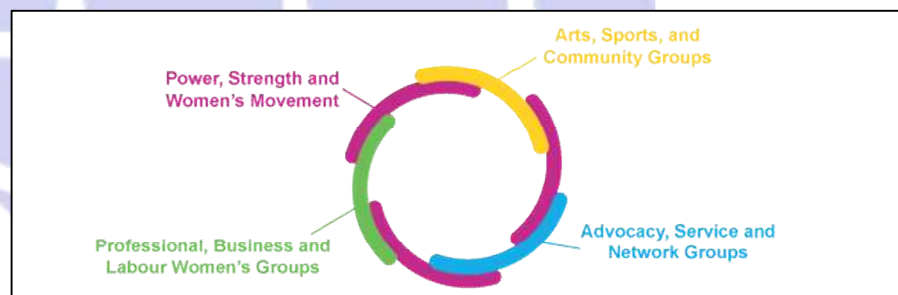 Arts, Sports, and
Community Groups
Power, Strength and
Women's Movement
Advocacy, Service and
Network Groups
Professional, Business and
Labour Women's Groups